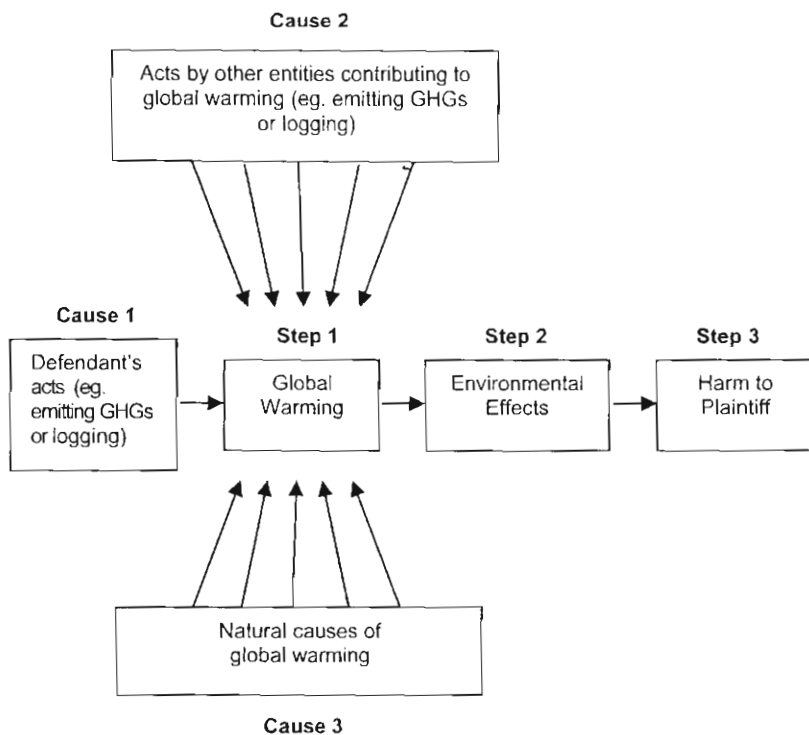 Cause 2
Acts by other entities contributing to
global warming (eg. emitting GHGs
or logging)
Cause 1
Defendant's
acts (eg.
emitting GHGs
or logging)
Step 1
Global
Warming
Step 2
Environmental
Effects
Step 3
Harm to
Plaintiff
Natural causes of
global warming
Cause 3